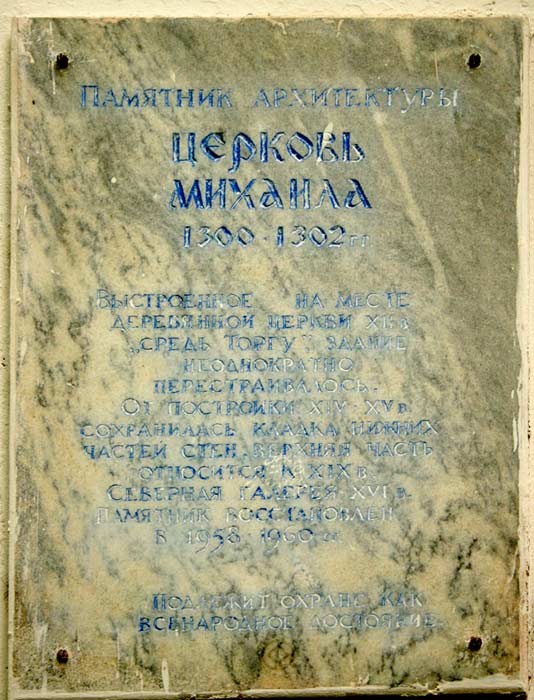 ПАМЯТНИК АРХИТЕКТУРЫ
ЦЕРКОВЬ
МИХАИЛА
1300-1302 гг
ВЫСТРОЕННОЕ НА МЕСТЕ
ДЕРЕВЯННОЙ ЦЕРКВИ XII в
„СРЕДЬ ТОРГУ“ ЗДАНИЕ
НЕОДНОКРАТНО
ПЕРЕСТРАИВАЛОСЬ.
ОТ ПОСТРОЙКИ XIV-XV в
СОХРАНИЛАСЬ КЛАДКА НИЖНИХ
ЧАСТЕЙ СТЕН, ВЕРХНЯЯ ЧАСТЬ
ОТНОСИТСЯ К XIX в.
СЕВЕРНАЯ ГАЛЕРЕЯ XVI в.
ПАМЯТНИК ВОССТАНОВЛЕН
В 1958-1960 гг.
ПОДЛЕЖИТ ОХРАНЕ КАК
ВСЕНАРОДНОЕ ДОСТОЯНИЕ.